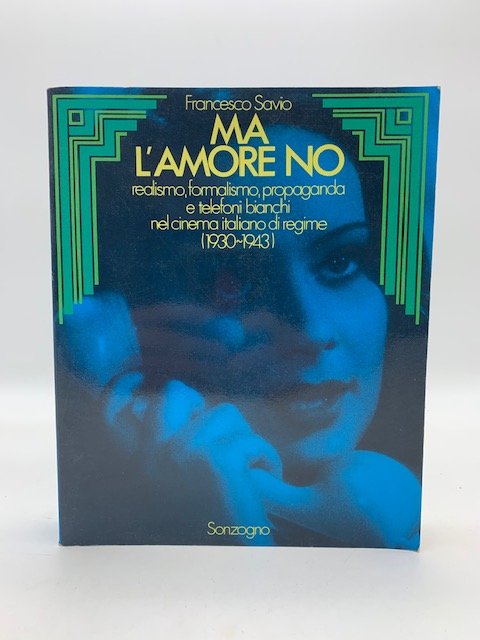 Francesco Savio
MA
L'AMORE NO
realismo, formalismo, propaganda
e telefoni bianchi
nel cinema italiano di regime
(1930~1943)
Sonzogno